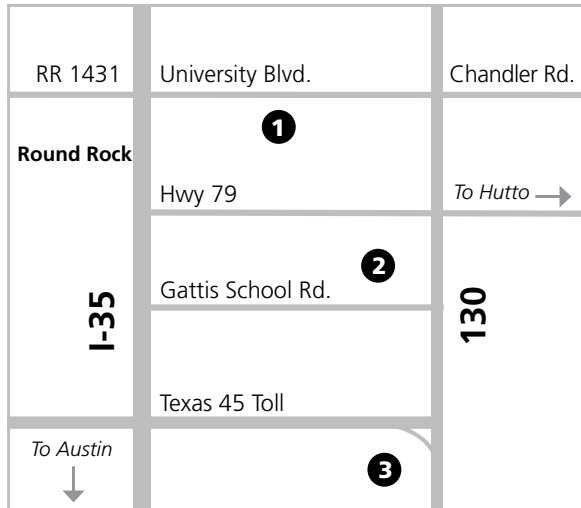 RR 1431
University Blvd.
Chandler Rd.
1
Round Rock
Hwy 79
To Hutto
2
Gattis School Rd.
I-35
130
Texas 45 Toll
To Austin
3